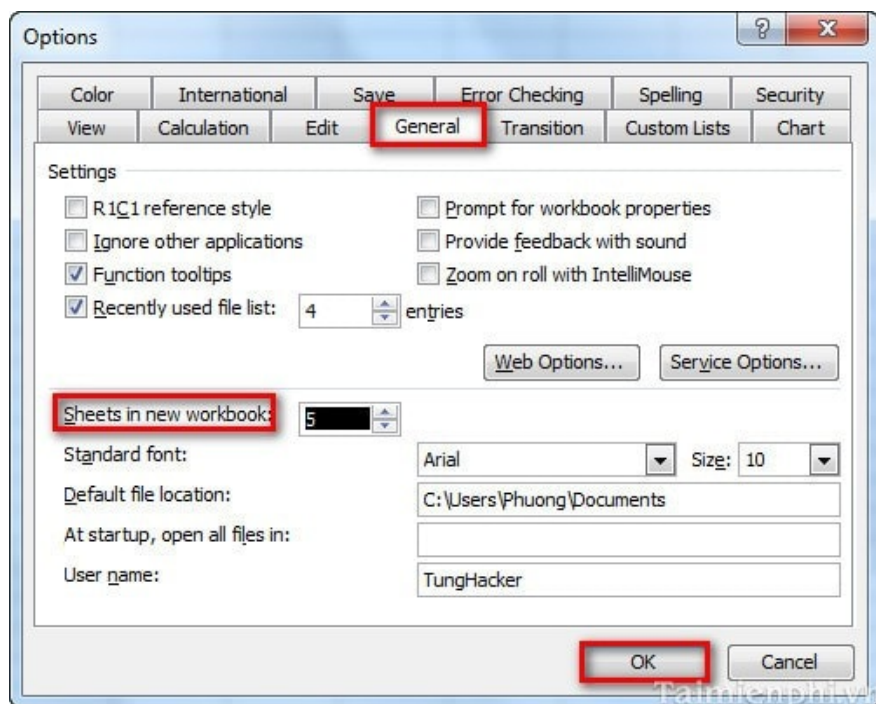 Options
Color International Save Error Checking Spelling Security
View Calculation Edit General Transition Custom Lists Chart
Settings
R1C1 reference style Prompt for workbook properties
Ignore other applications Provide feedback with sound
Function tooltips Zoom on roll with IntelliMouse
Recently used file list: 4 entries
Web Options... Service Options...
Sheets in new workbook: 5
Standard font: Arial Size: 10
Default file location: C:\Users\Phuong\Documents
At startup, open all files in:
User name: TungHacker
OK Cancel
Taimienphi.vn